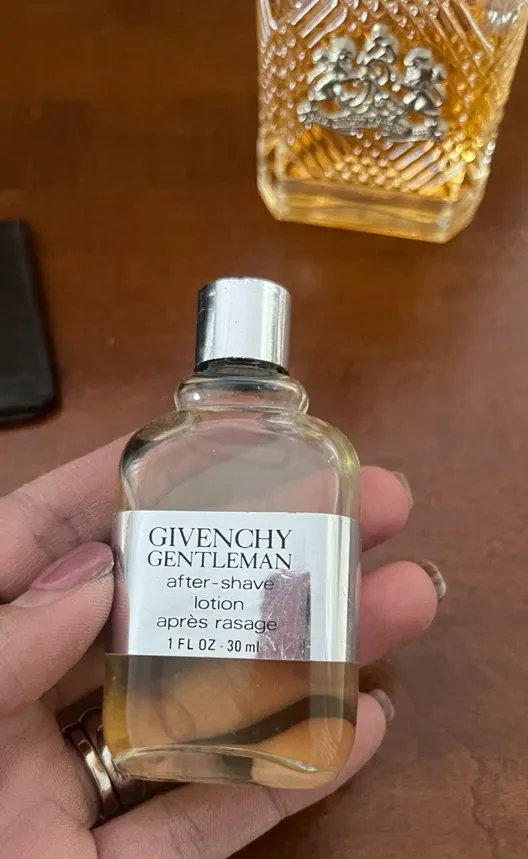 GIVENCHY
GENTLEMAN
after-shave
lotion
après rasage
1 FL OZ - 30 ml